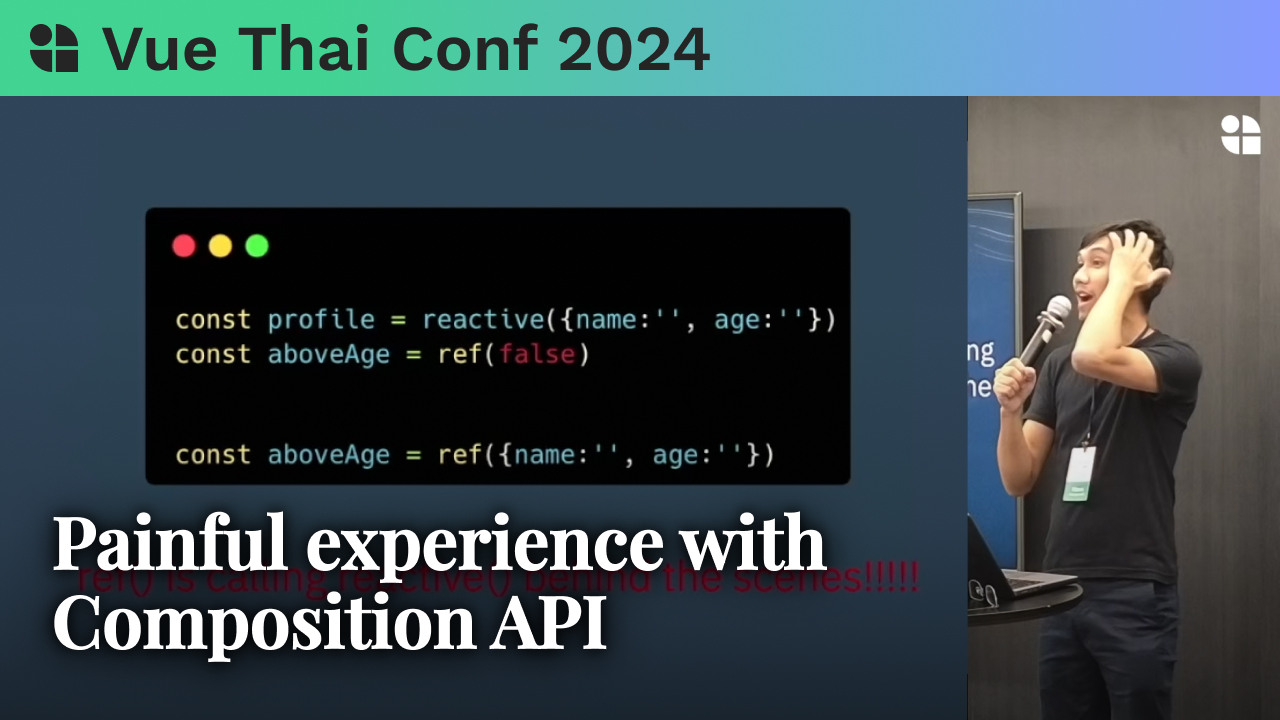 Vue Thai Conf 2024
const profile = reactive({name:'', age:''})
const aboveAge = ref(false)
const aboveAge = ref({name:'', age:''})
Painful experience with
ref() is calling reactive() behind the scenes!!!!!
Composition API
ng
ne